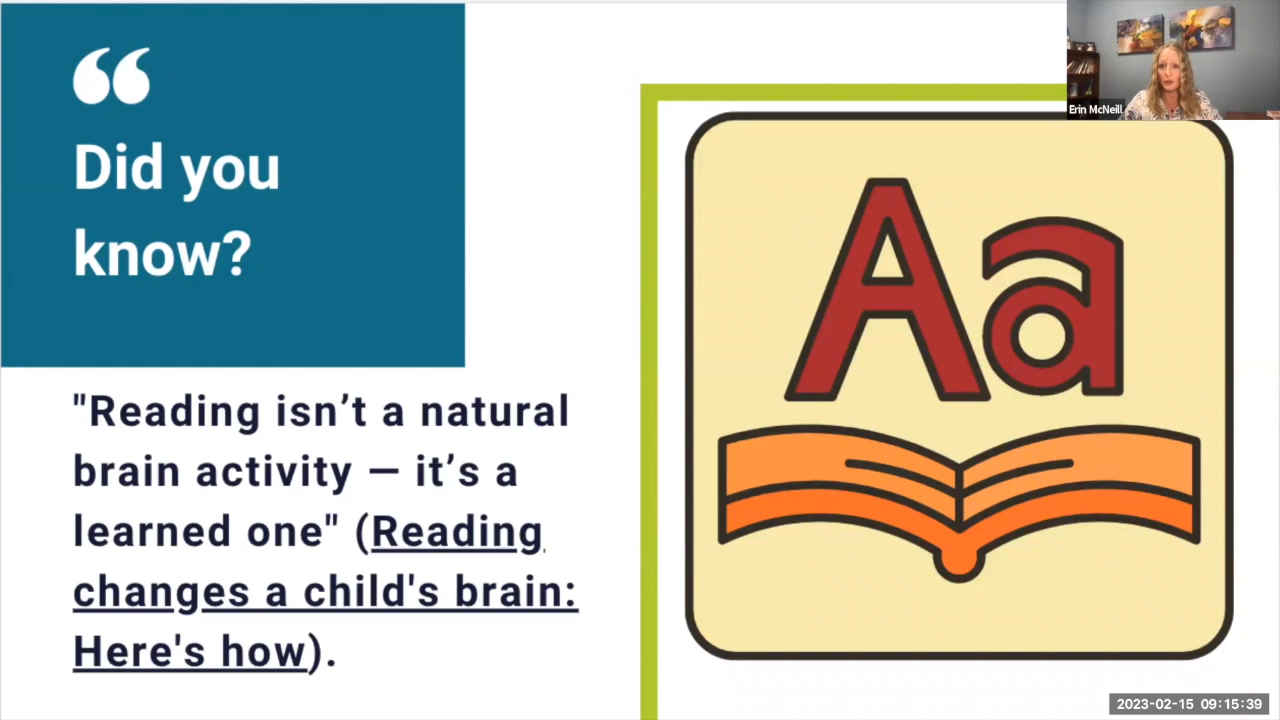 “
Did you
know?
"Reading isn’t a natural
brain activity — it’s a
learned one" (Reading
changes a child's brain:
Here's how).
Aa
Erin McNeill
2023-02-15 09:15:39